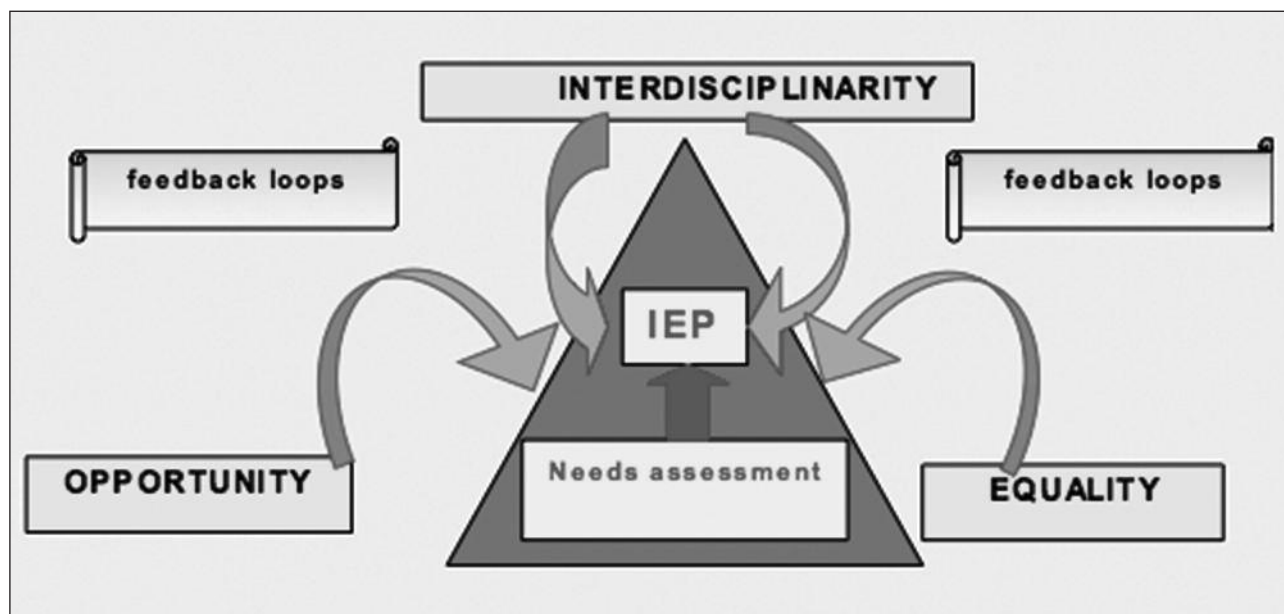 INTERDISCIPLINARITY
feedback loops
feedback loops
IEP
OPPORTUNITY
Needs assessment
EQUALITY